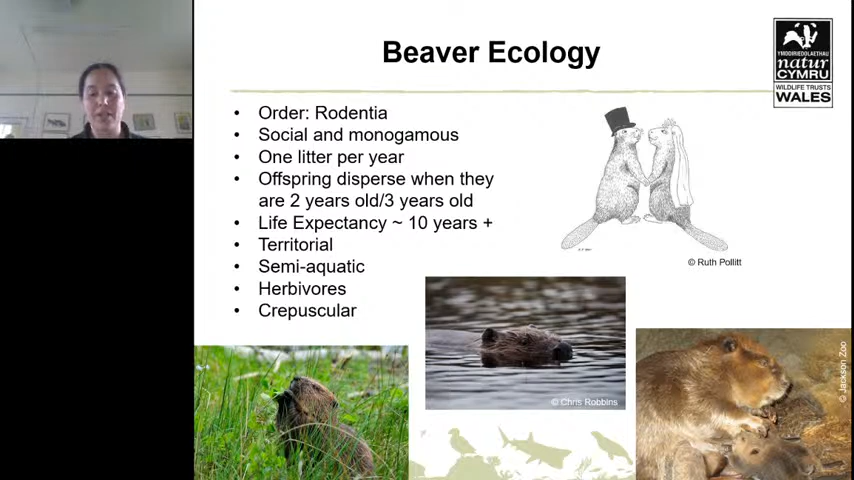 Beaver Ecology
YMDDIRIEDOLAETHAU
natur
CYMRU
WILDLIFE TRUSTS
WALES
• Order: Rodentia
• Social and monogamous
• One litter per year
• Offspring disperse when they
are 2 years old/3 years old
• Life Expectancy ~ 10 years +
• Territorial
• Semi-aquatic
• Herbivores
• Crepuscular
© Ruth Pollitt
© Chris Robbins
© Jackson Zoo